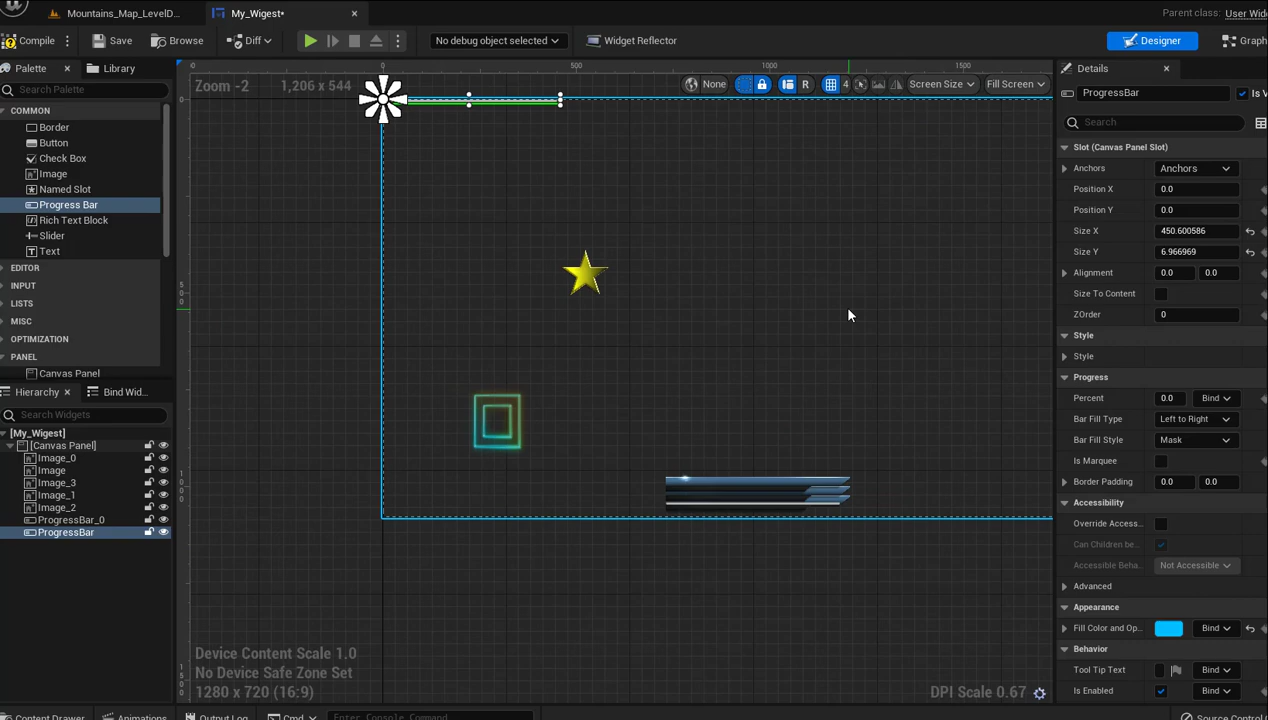 Mountains_Map_LevelD...
My_Wigest*
Parent class: User Wid
Compile
Save
Browse
Diff
No debug object selected
Widget Reflector
Designer
Graph
Palette
Library
Search Palette
COMMON
Border
Button
Check Box
Image
Named Slot
Progress Bar
Rich Text Block
Slider
Text
EDITOR
INPUT
LISTS
MISC
OPTIMIZATION
PANEL
Canvas Panel
Hierarchy
Bind Wid...
Search Widgets
[My_Wigest]
[Canvas Panel]
Image_0
Image
Image_3
Image_1
Image_2
ProgressBar_0
ProgressBar
0
500
1000
1500
Zoom -2
1,206 x 544
None
R
4
Screen Size
Fill Screen
0
500
1000
Device Content Scale 1.0
No Device Safe Zone Set
1280 x 720 (16:9)
DPI Scale 0.67
Details
ProgressBar
Is V
Search
Slot (Canvas Panel Slot)
Anchors
Anchors
Position X
0.0
Position Y
0.0
Size X
450.600586
Size Y
6.966969
Alignment
0.0
0.0
Size To Content
ZOrder
0
Style
Style
Progress
Percent
0.0
Bind
Bar Fill Type
Left to Right
Bar Fill Style
Mask
Is Marquee
Border Padding
0.0
0.0
Accessibility
Override Access...
Can Children be...
Accessible Beha...
Not Accessible
Advanced
Appearance
Fill Color and Op...
Bind
Behavior
Tool Tip Text
Bind
Is Enabled
Bind
Content Drawer
Animations
Output Log
Cmd
Enter Console Command
Source Control